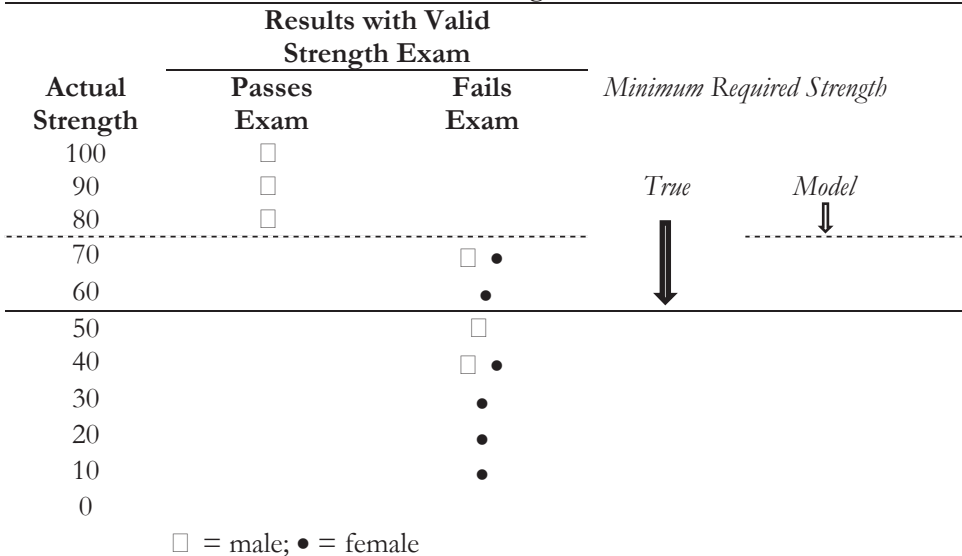 Results with Valid
Strength Exam
Actual Passes Fails Minimum Required Strength
Strength Exam Exam
100 □
90 □ True Model
80 □
70 □ ●
60 ●
50 □
40 □ ●
30 ●
20 ●
10 ●
0
□ = male; ● = female